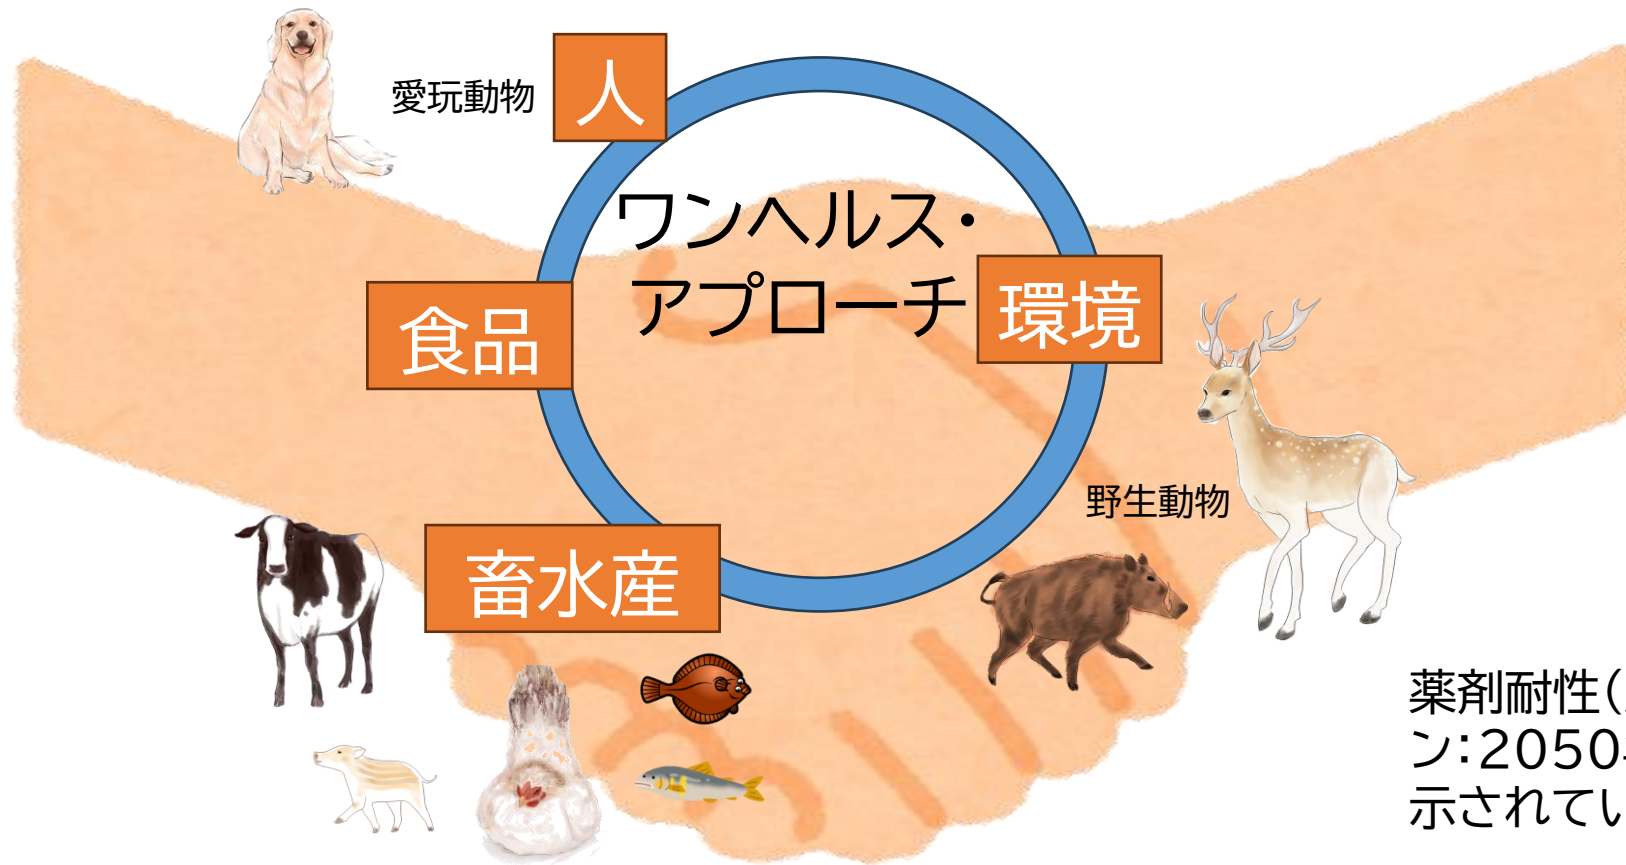 愛玩動物
人
ワンヘルス・
アプローチ
環境
食品
野生動物
畜水産
薬剤耐性(
ン:2050
示されてい